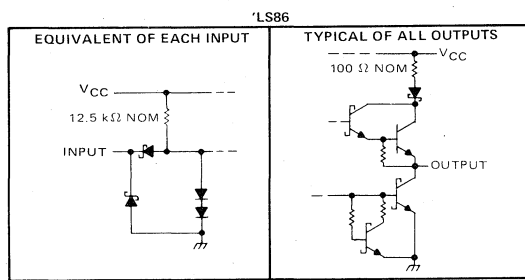 'LS86
EQUIVALENT OF EACH INPUT
TYPICAL OF ALL OUTPUTS
VCC
12.5 kΩ NOM
INPUT
VCC
100 Ω NOM
OUTPUT